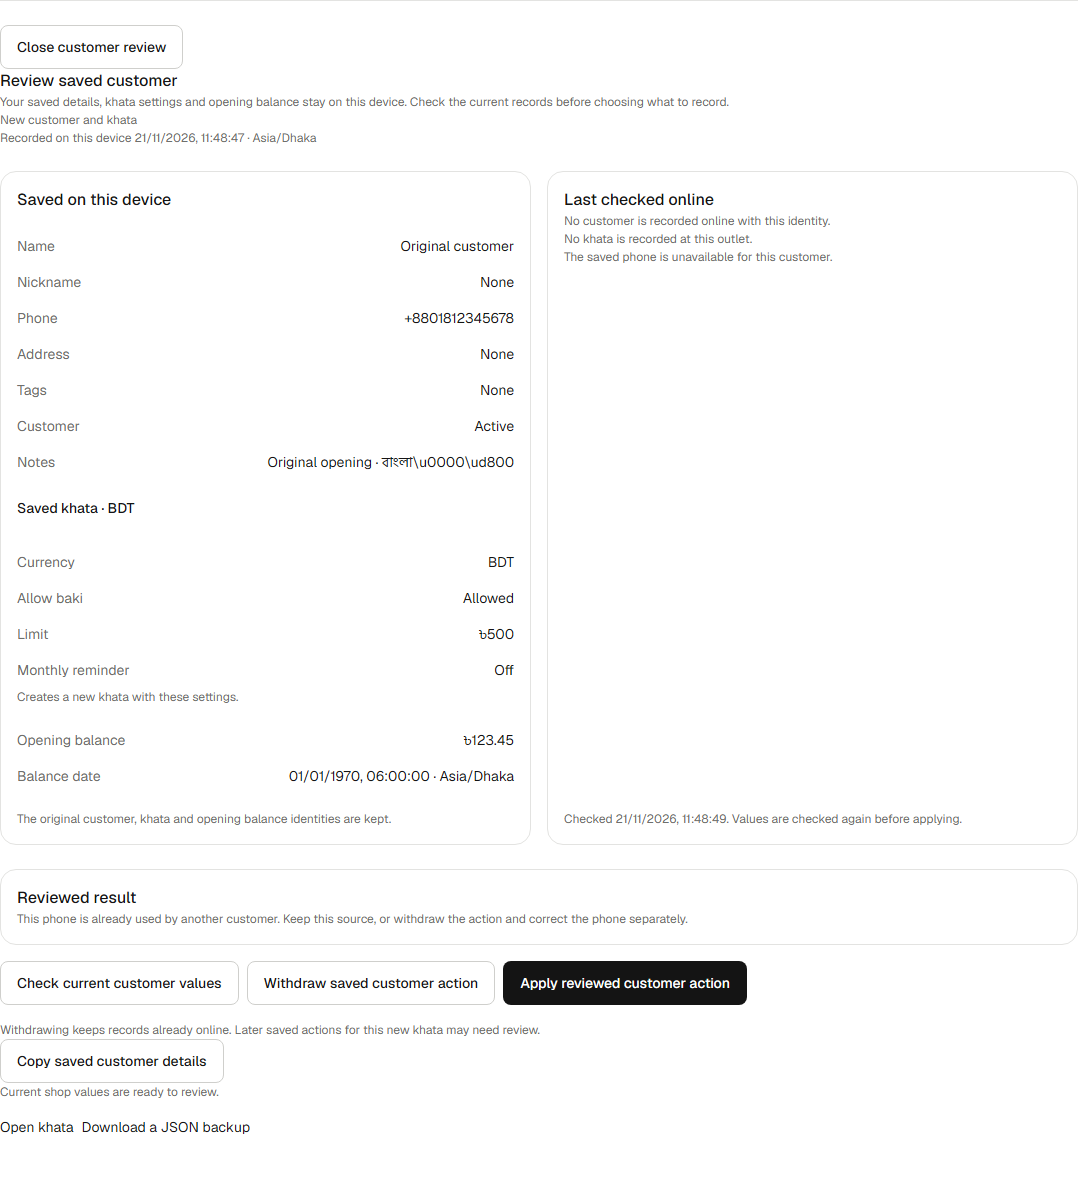 Close customer review
Review saved customer
Your saved details, khata settings and opening balance stay on this device. Check the current records before choosing what to record.
New customer and khata
Recorded on this device 21/11/2026, 11:48:47 · Asia/Dhaka
Saved on this device
Name Original customer
Nickname None
Phone +8801812345678
Address None
Tags None
Customer Active
Notes Original opening · বাংলা\u0000\ud800
Saved khata · BDT
Currency BDT
Allow baki Allowed
Limit ৳500
Monthly reminder Off
Creates a new khata with these settings.
Opening balance ৳123.45
Balance date 01/01/1970, 06:00:00 · Asia/Dhaka
The original customer, khata and opening balance identities are kept.
Last checked online
No customer is recorded online with this identity.
No khata is recorded at this outlet.
The saved phone is unavailable for this customer.
Checked 21/11/2026, 11:48:49. Values are checked again before applying.
Reviewed result
This phone is already used by another customer. Keep this source, or withdraw the action and correct the phone separately.
Check current customer values
Withdraw saved customer action
Apply reviewed customer action
Withdrawing keeps records already online. Later saved actions for this new khata may need review.
Copy saved customer details
Current shop values are ready to review.
Open khata Download a JSON backup